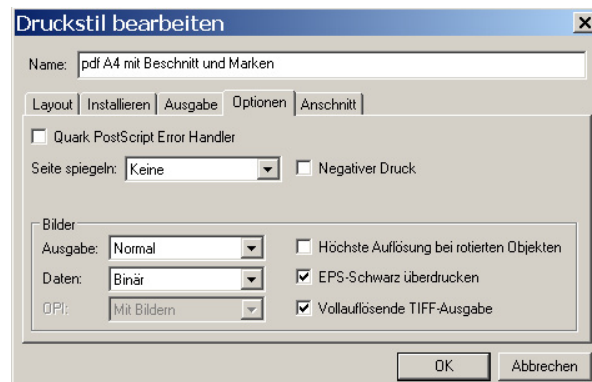 Druckstil bearbeiten
Name: pdf A4 mit Beschnitt und Marken
Layout Installieren Ausgabe Optionen Anschnitt
Quark PostScript Error Handler
Seite spiegeln: Keine Negativer Druck
Bilder
Ausgabe: Normal Höchste Auflösung bei rotierten Objekten
Daten: Binär EPS-Schwarz überdrucken
OPI: Mit Bildern Vollauflösende TIFF-Ausgabe
OK Abbrechen